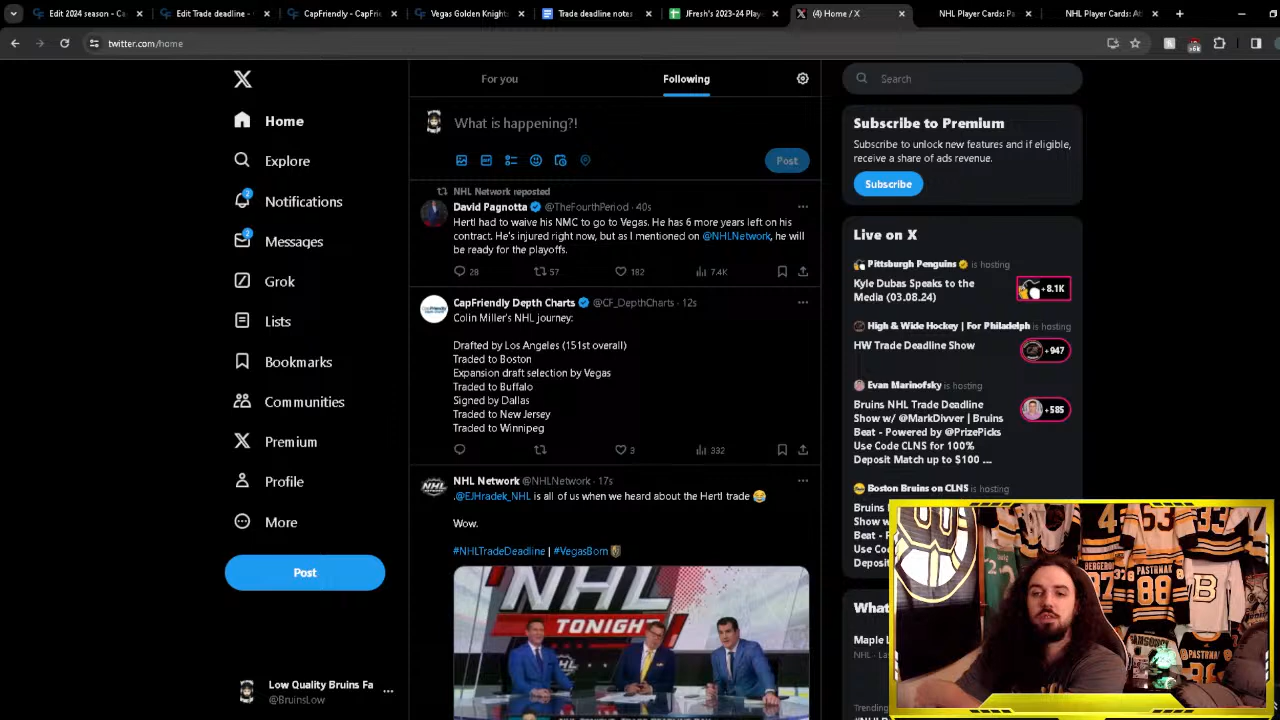 Edit 2024 season - Ca
Edit Trade deadline -
CapFriendly - CapFrie
Vegas Golden Knights
Trade deadline notes
JFresh's 2023-24 Play
(4) Home / X
NHL Player Cards: Pa
NHL Player Cards: At
twitter.com/home
Home
Explore
2
Notifications
2
Messages
Grok
Lists
Bookmarks
Communities
Premium
Profile
More
Post
Low Quality Bruins Fa
@BruinsLow
For you
Following
What is happening?!
Post
NHL Network reposted
David Pagnotta @TheFourthPeriod · 40s
Hertl had to waive his NMC to go to Vegas. He has 6 more years left on his
contract. He's injured right now, but as I mentioned on @NHLNetwork, he will
be ready for the playoffs.
28 57 182 7.4K
CapFriendly Depth Charts @CF_DepthCharts · 12s
Colin Miller's NHL journey:
Drafted by Los Angeles (151st overall)
Traded to Boston
Expansion draft selection by Vegas
Traded to Buffalo
Signed by Dallas
Traded to New Jersey
Traded to Winnipeg
3 332
NHL Network @NHLNetwork · 17s
.@EJHradek_NHL is all of us when we heard about the Hertl trade 😂
Wow.
#NHLTradeDeadline | #VegasBorn
NHL
TONIGHT
Search
Subscribe to Premium
Subscribe to unlock new features and if eligible,
receive a share of ads revenue.
Subscribe
Live on X
Pittsburgh Penguins is hosting
Kyle Dubas Speaks to the
Media (03.08.24)
+8.1K
High & Wide Hockey | For Philadelph is hosting
HW Trade Deadline Show
+947
Evan Marinofsky is hosting
Bruins NHL Trade Deadline
Show w/ @MarkDivver | Bruins
Beat - Powered by @PrizePicks
Use Code CLNS for 100%
Deposit Match up to $100 ...
+585
Boston Bruins on CLNS is hosting
Bruins
Show w
Beat -
Use Co
Deposi
What
Maple L
Trending
BERGERON
37
PASTRNAK
88
33
B
PASTRNAK